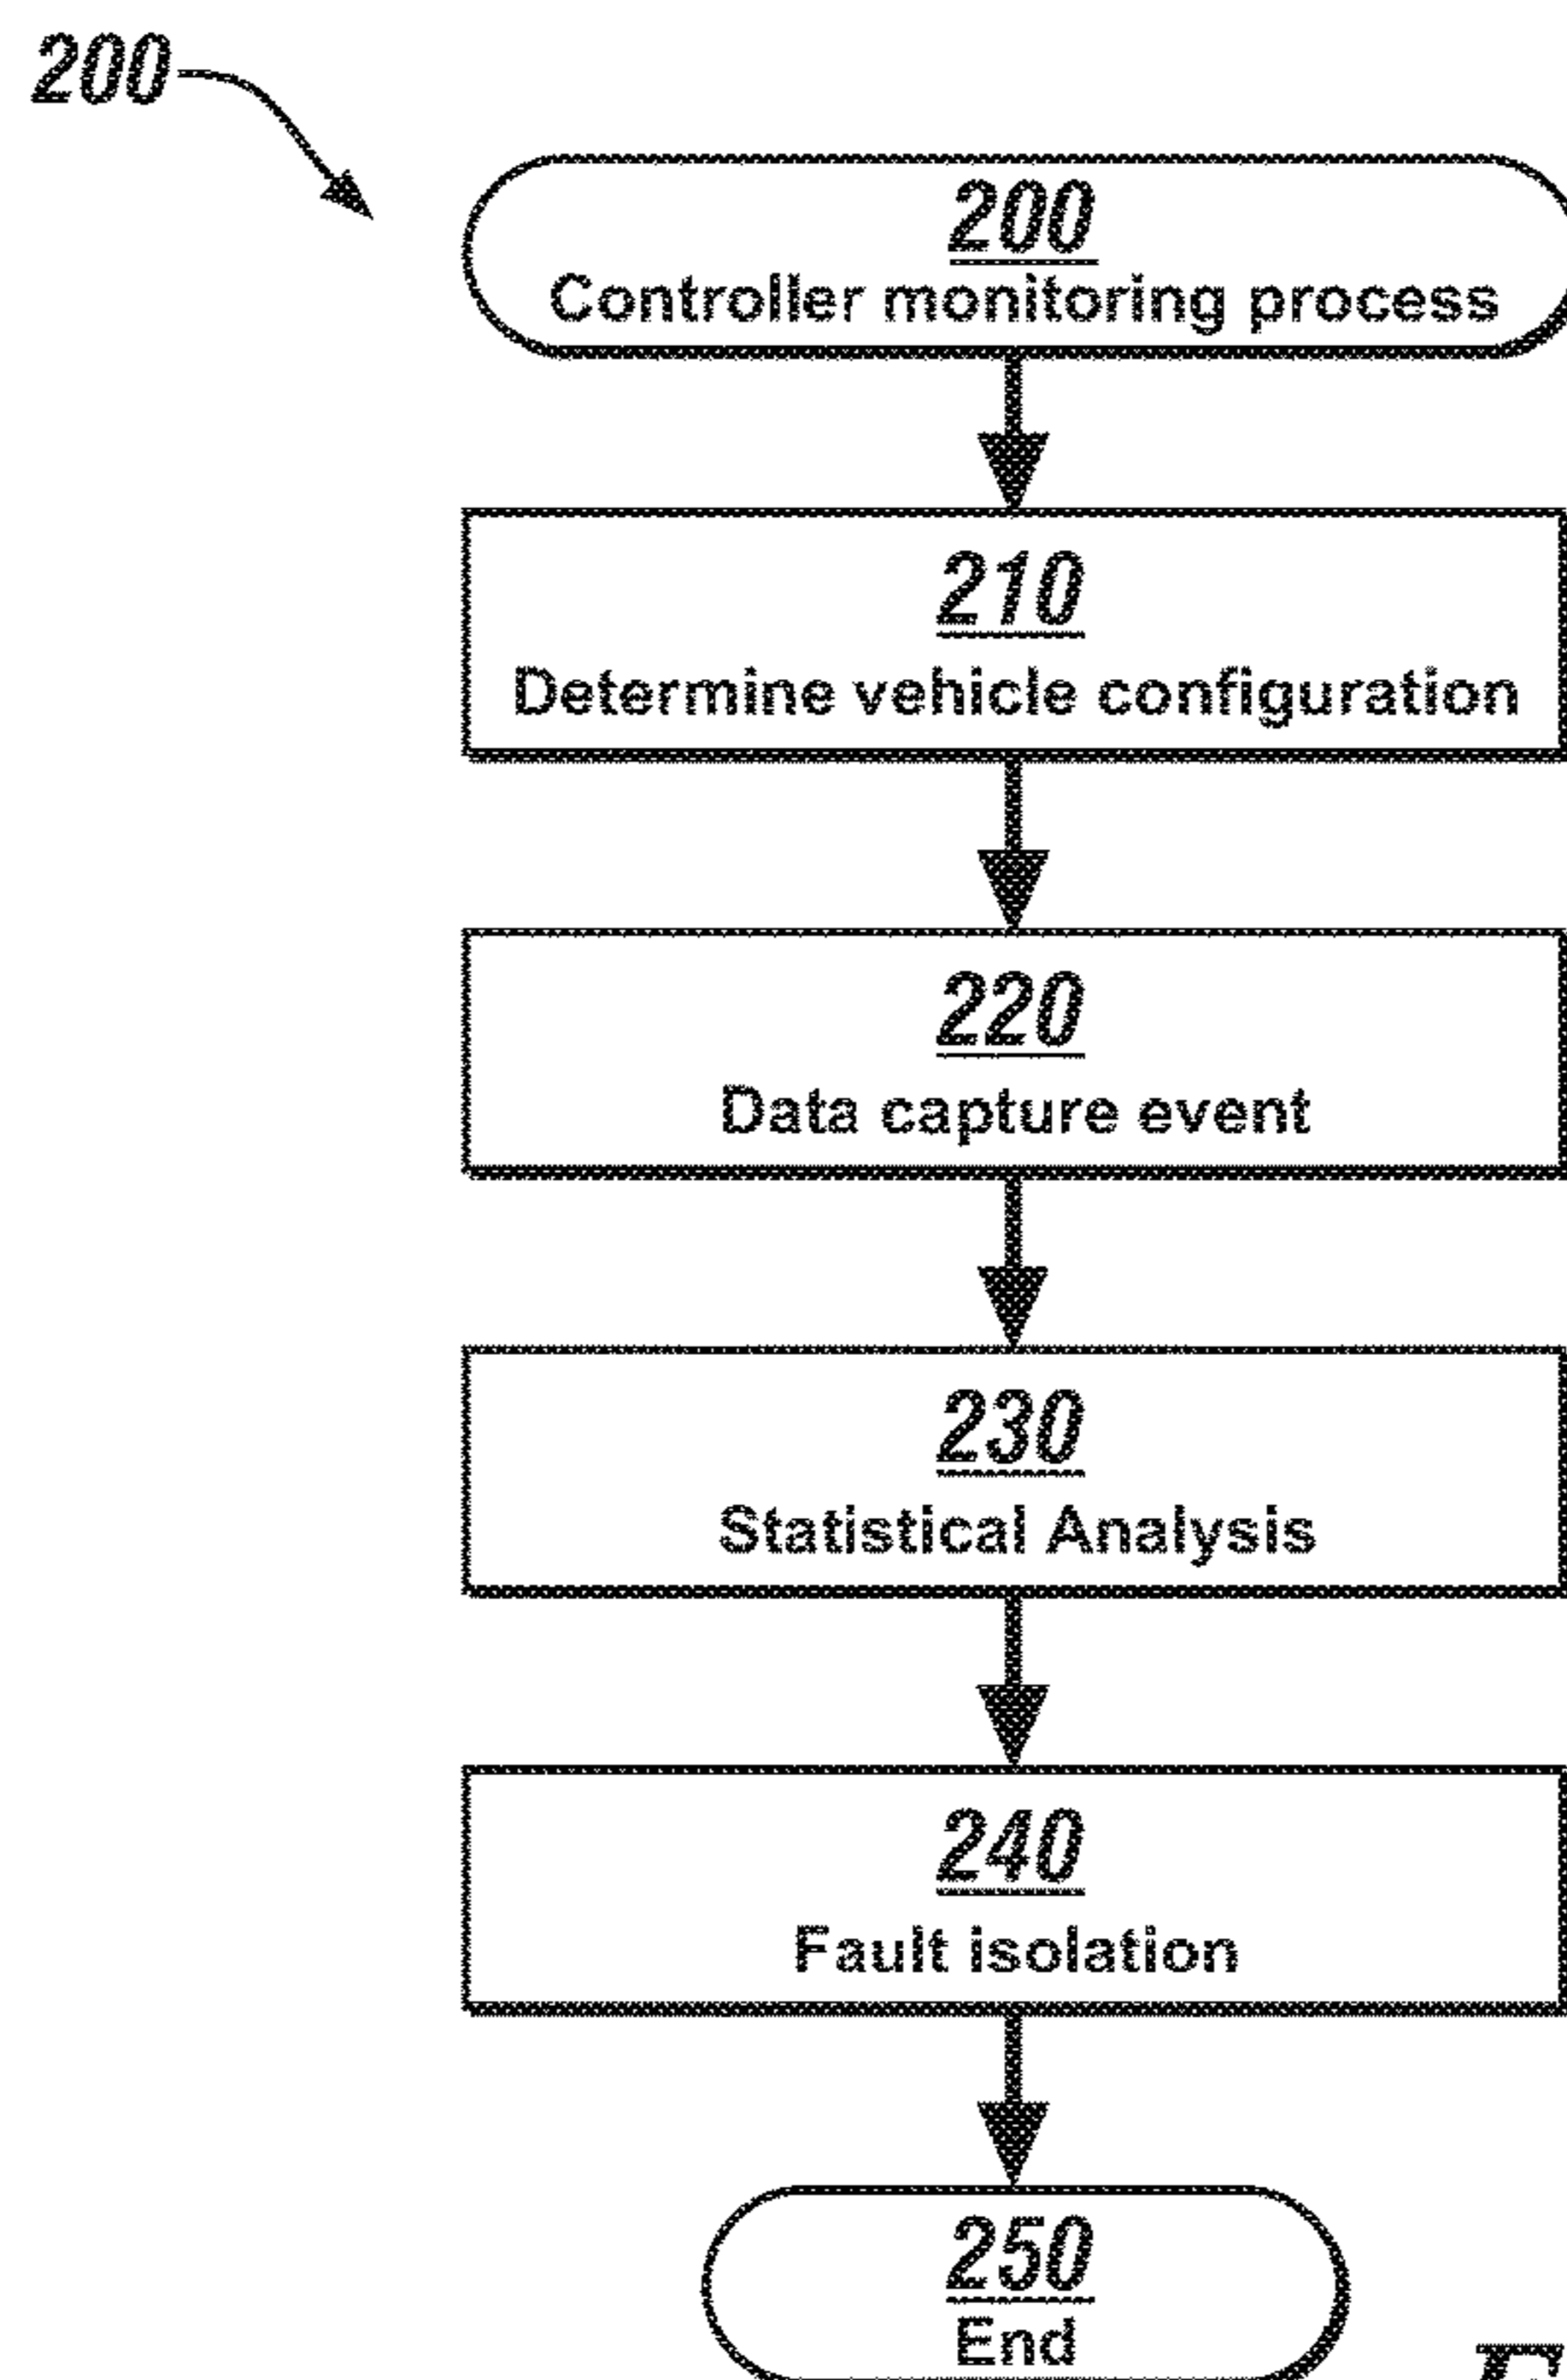 200
200
Controller monitoring process
210
Determine vehicle configuration
220
Data capture event
230
Statistical Analysis
240
Fault isolation
250
End